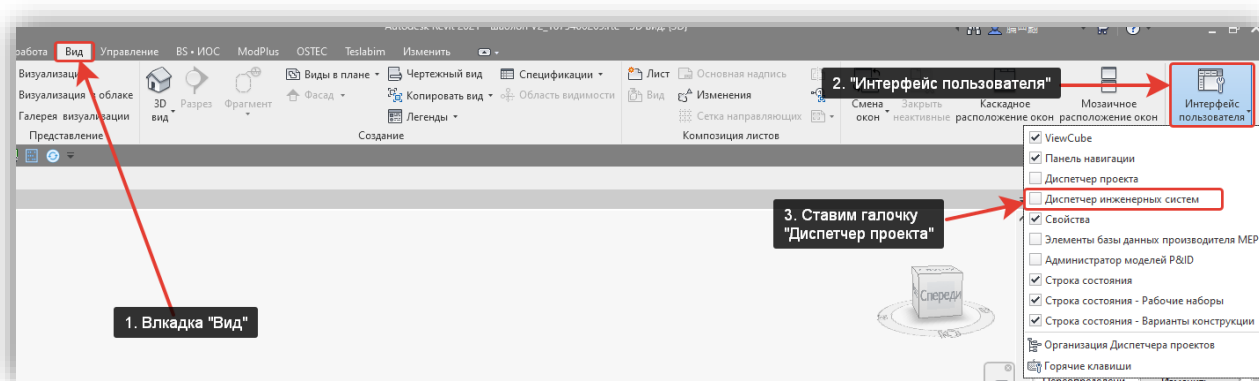 работа Вид Управление BS • ИОС ModPlus OSTEC Teslabim Изменить
Визуализация
Визуализация в облаке
Галерея визуализации
Представление
3D
вид
Разрез
Фрагмент
Виды в плане
Фасад
Чертежный вид
Копировать вид
Легенды
Спецификации
Область видимости
Создание
Лист
Вид
Основная надпись
Изменения
Сетка направляющих
Композиция листов
2. "Интерфейс пользователя"
Смена
окон
Закрыть
неактивные
Каскадное
расположение окон
Мозаичное
расположение окон
Интерфейс
пользователя
ViewCube
Панель навигации
Диспетчер проекта
Диспетчер инженерных систем
Свойства
Элементы базы данных производителя MEP
Администратор моделей P&ID
Строка состояния
Строка состояния - Рабочие наборы
Строка состояния - Варианты конструкции
Организация Диспетчера проектов
Горячие клавиши
3. Ставим галочку
"Диспетчер проекта"
Спереди
1. Влкадка "Вид"